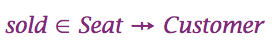 sold ∈ Seat ⇸ Customer